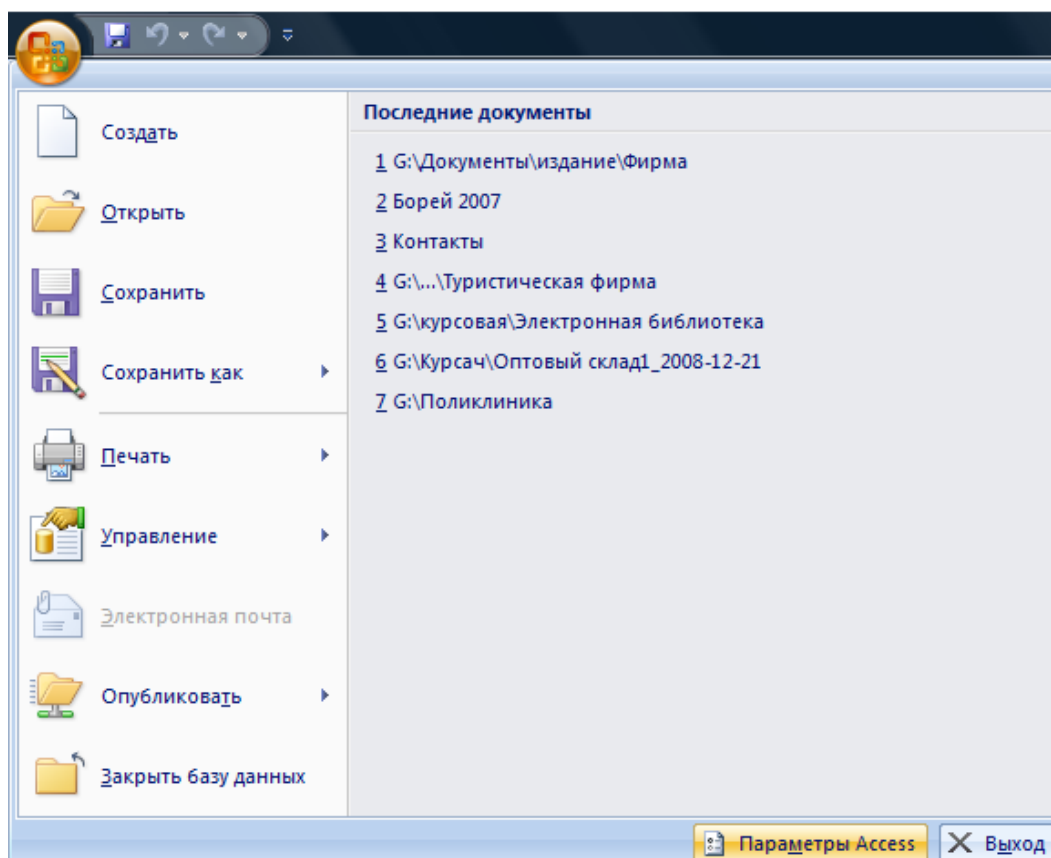 Создать
Открыть
Сохранить
Сохранить как
Печать
Управление
Электронная почта
Опубликовать
Закрыть базу данных
Последние документы
1 G:\Документы\издание\Фирма
2 Борей 2007
3 Контакты
4 G:\...\Туристическая фирма
5 G:\курсовая\Электронная библиотека
6 G:\Курсач\Оптовый склад1_2008-12-21
7 G:\Поликлиника
Параметры Access
Выход